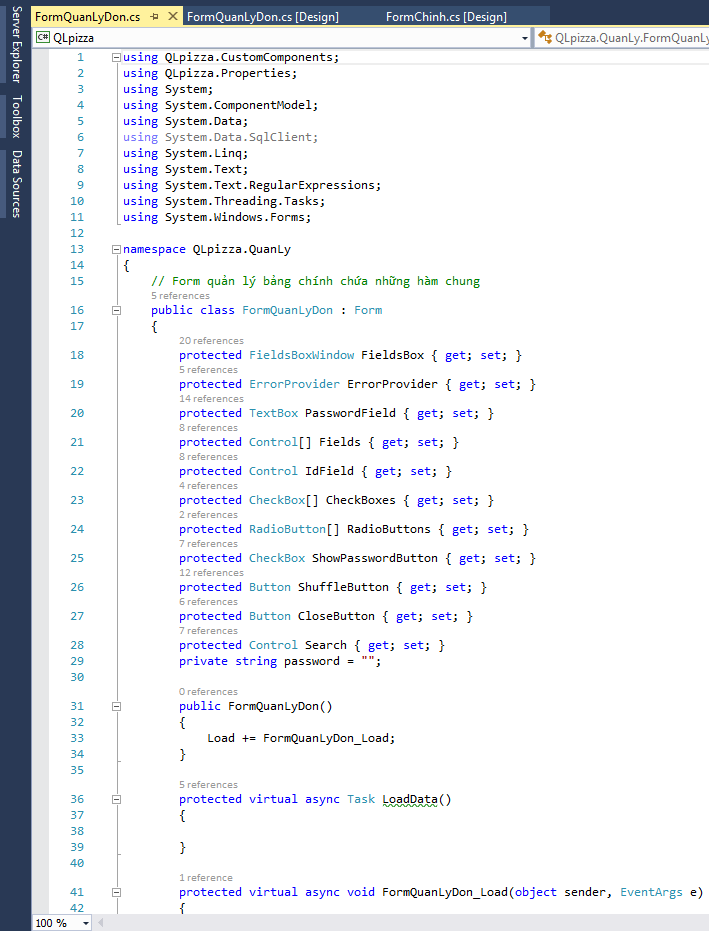 FormQuanLyDon.cs
FormQuanLyDon.cs [Design]
FormChinh.cs [Design]
Server Explorer
Toolbox
Data Sources
C# QLpizza
QLpizza.QuanLy.FormQuanLy
1 using QLpizza.CustomComponents;
2 using QLpizza.Properties;
3 using System;
4 using System.ComponentModel;
5 using System.Data;
6 using System.Data.SqlClient;
7 using System.Linq;
8 using System.Text;
9 using System.Text.RegularExpressions;
10 using System.Threading.Tasks;
11 using System.Windows.Forms;
12
13 namespace QLpizza.QuanLy
14 {
15 // Form quản lý bảng chính chứa những hàm chung
5 references
16 public class FormQuanLyDon : Form
17 {
20 references
18 protected FieldsBoxWindow FieldsBox { get; set; }
5 references
19 protected ErrorProvider ErrorProvider { get; set; }
14 references
20 protected TextBox PasswordField { get; set; }
8 references
21 protected Control[] Fields { get; set; }
8 references
22 protected Control IdField { get; set; }
4 references
23 protected CheckBox[] CheckBoxes { get; set; }
2 references
24 protected RadioButton[] RadioButtons { get; set; }
7 references
25 protected CheckBox ShowPasswordButton { get; set; }
12 references
26 protected Button ShuffleButton { get; set; }
6 references
27 protected Button CloseButton { get; set; }
7 references
28 protected Control Search { get; set; }
29 private string password = "";
30
0 references
31 public FormQuanLyDon()
32 {
33 Load += FormQuanLyDon_Load;
34 }
35
5 references
36 protected virtual async Task LoadData()
37 {
38
39 }
40
1 reference
41 protected virtual async void FormQuanLyDon_Load(object sender, EventArgs e)
42 {
100 %